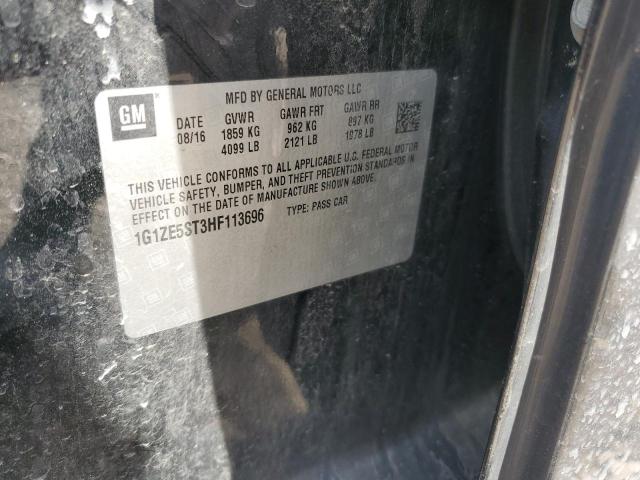 GM
MFD BY GENERAL MOTORS LLC
DATE GVWR GAWR FRT GAWR RR
08/16 1859 KG 962 KG 897 KG
4099 LB 2121 LB 1978 LB
THIS VEHICLE CONFORMS TO ALL APPLICABLE U.S. FEDERAL MOTOR
VEHICLE SAFETY, BUMPER, AND THEFT PREVENTION STANDARDS IN
EFFECT ON THE DATE OF MANUFACTURE SHOWN ABOVE.
1G1ZE5ST3HF113696 TYPE: PASS CAR